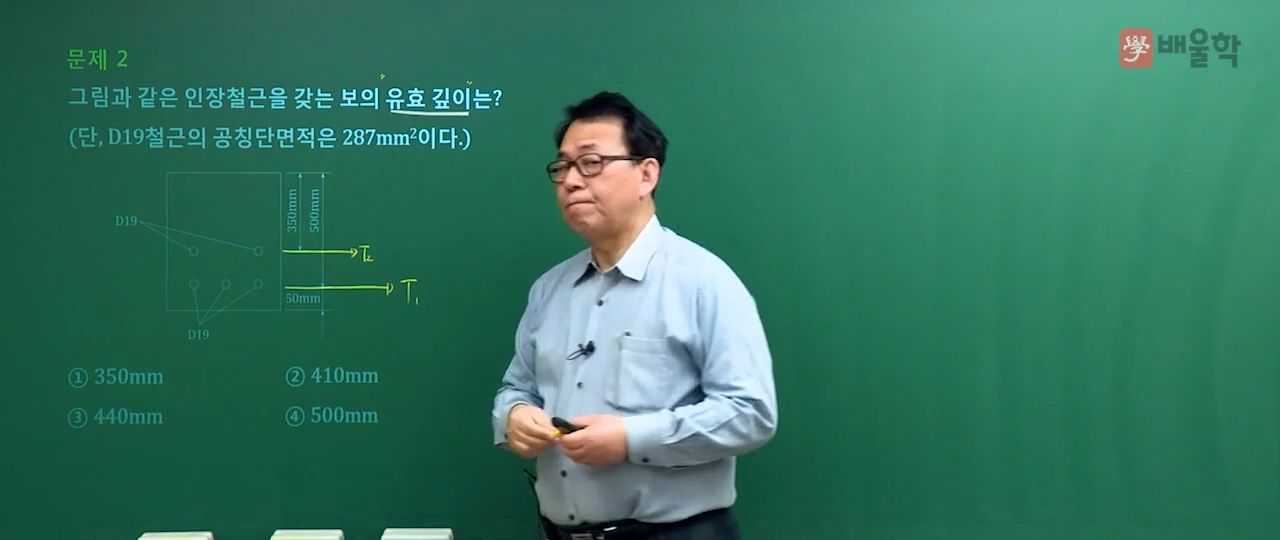 學 배울학
문제 2
그림과 같은 인장철근을 갖는 보의 유효 깊이는?
(단, D19철근의 공칭단면적은 287mm²이다.)
D19
350mm
500mm
T₂
T₁
50mm
D19
① 350mm
② 410mm
③ 440mm
④ 500mm